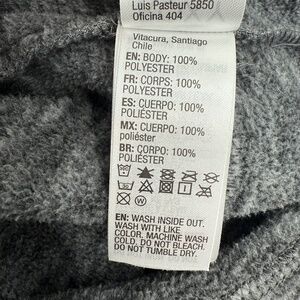 Luis Pasteur 5850
Oficina 404
Vitacura, Santiago
Chile
EN: BODY: 100%
POLYESTER
FR: CORPS: 100%
POLYESTER
ES: CUERPO: 100%
POLIÉSTER
MX: CUERPO: 100%
poliéster
BR: CORPO: 100%
POLIÉSTER
EN: WASH INSIDE OUT.
WASH WITH LIKE
COLOR. MACHINE WASH
COLD. DO NOT BLEACH.
DO NOT TUMBLE DRY.